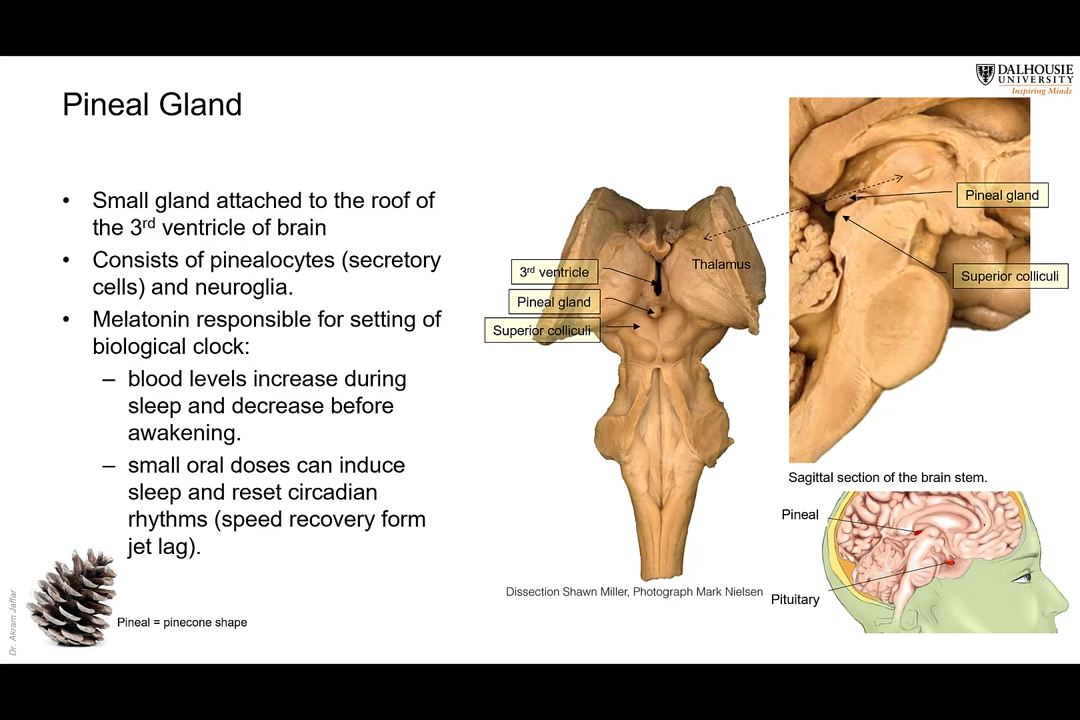 DALHOUSIE
UNIVERSITY
Inspiring Minds
Pineal Gland
• Small gland attached to the roof of
the 3rd ventricle of brain
• Consists of pinealocytes (secretory
cells) and neuroglia.
• Melatonin responsible for setting of
biological clock:
– blood levels increase during
sleep and decrease before
awakening.
– small oral doses can induce
sleep and reset circadian
rhythms (speed recovery form
jet lag).
Pineal = pinecone shape
Dr. Akram Jaffar
3rd ventricle
Pineal gland
Superior colliculi
Thalamus
Dissection Shawn Miller, Photograph Mark Nielsen
Pineal gland
Superior colliculi
Sagittal section of the brain stem.
Pineal
Pituitary